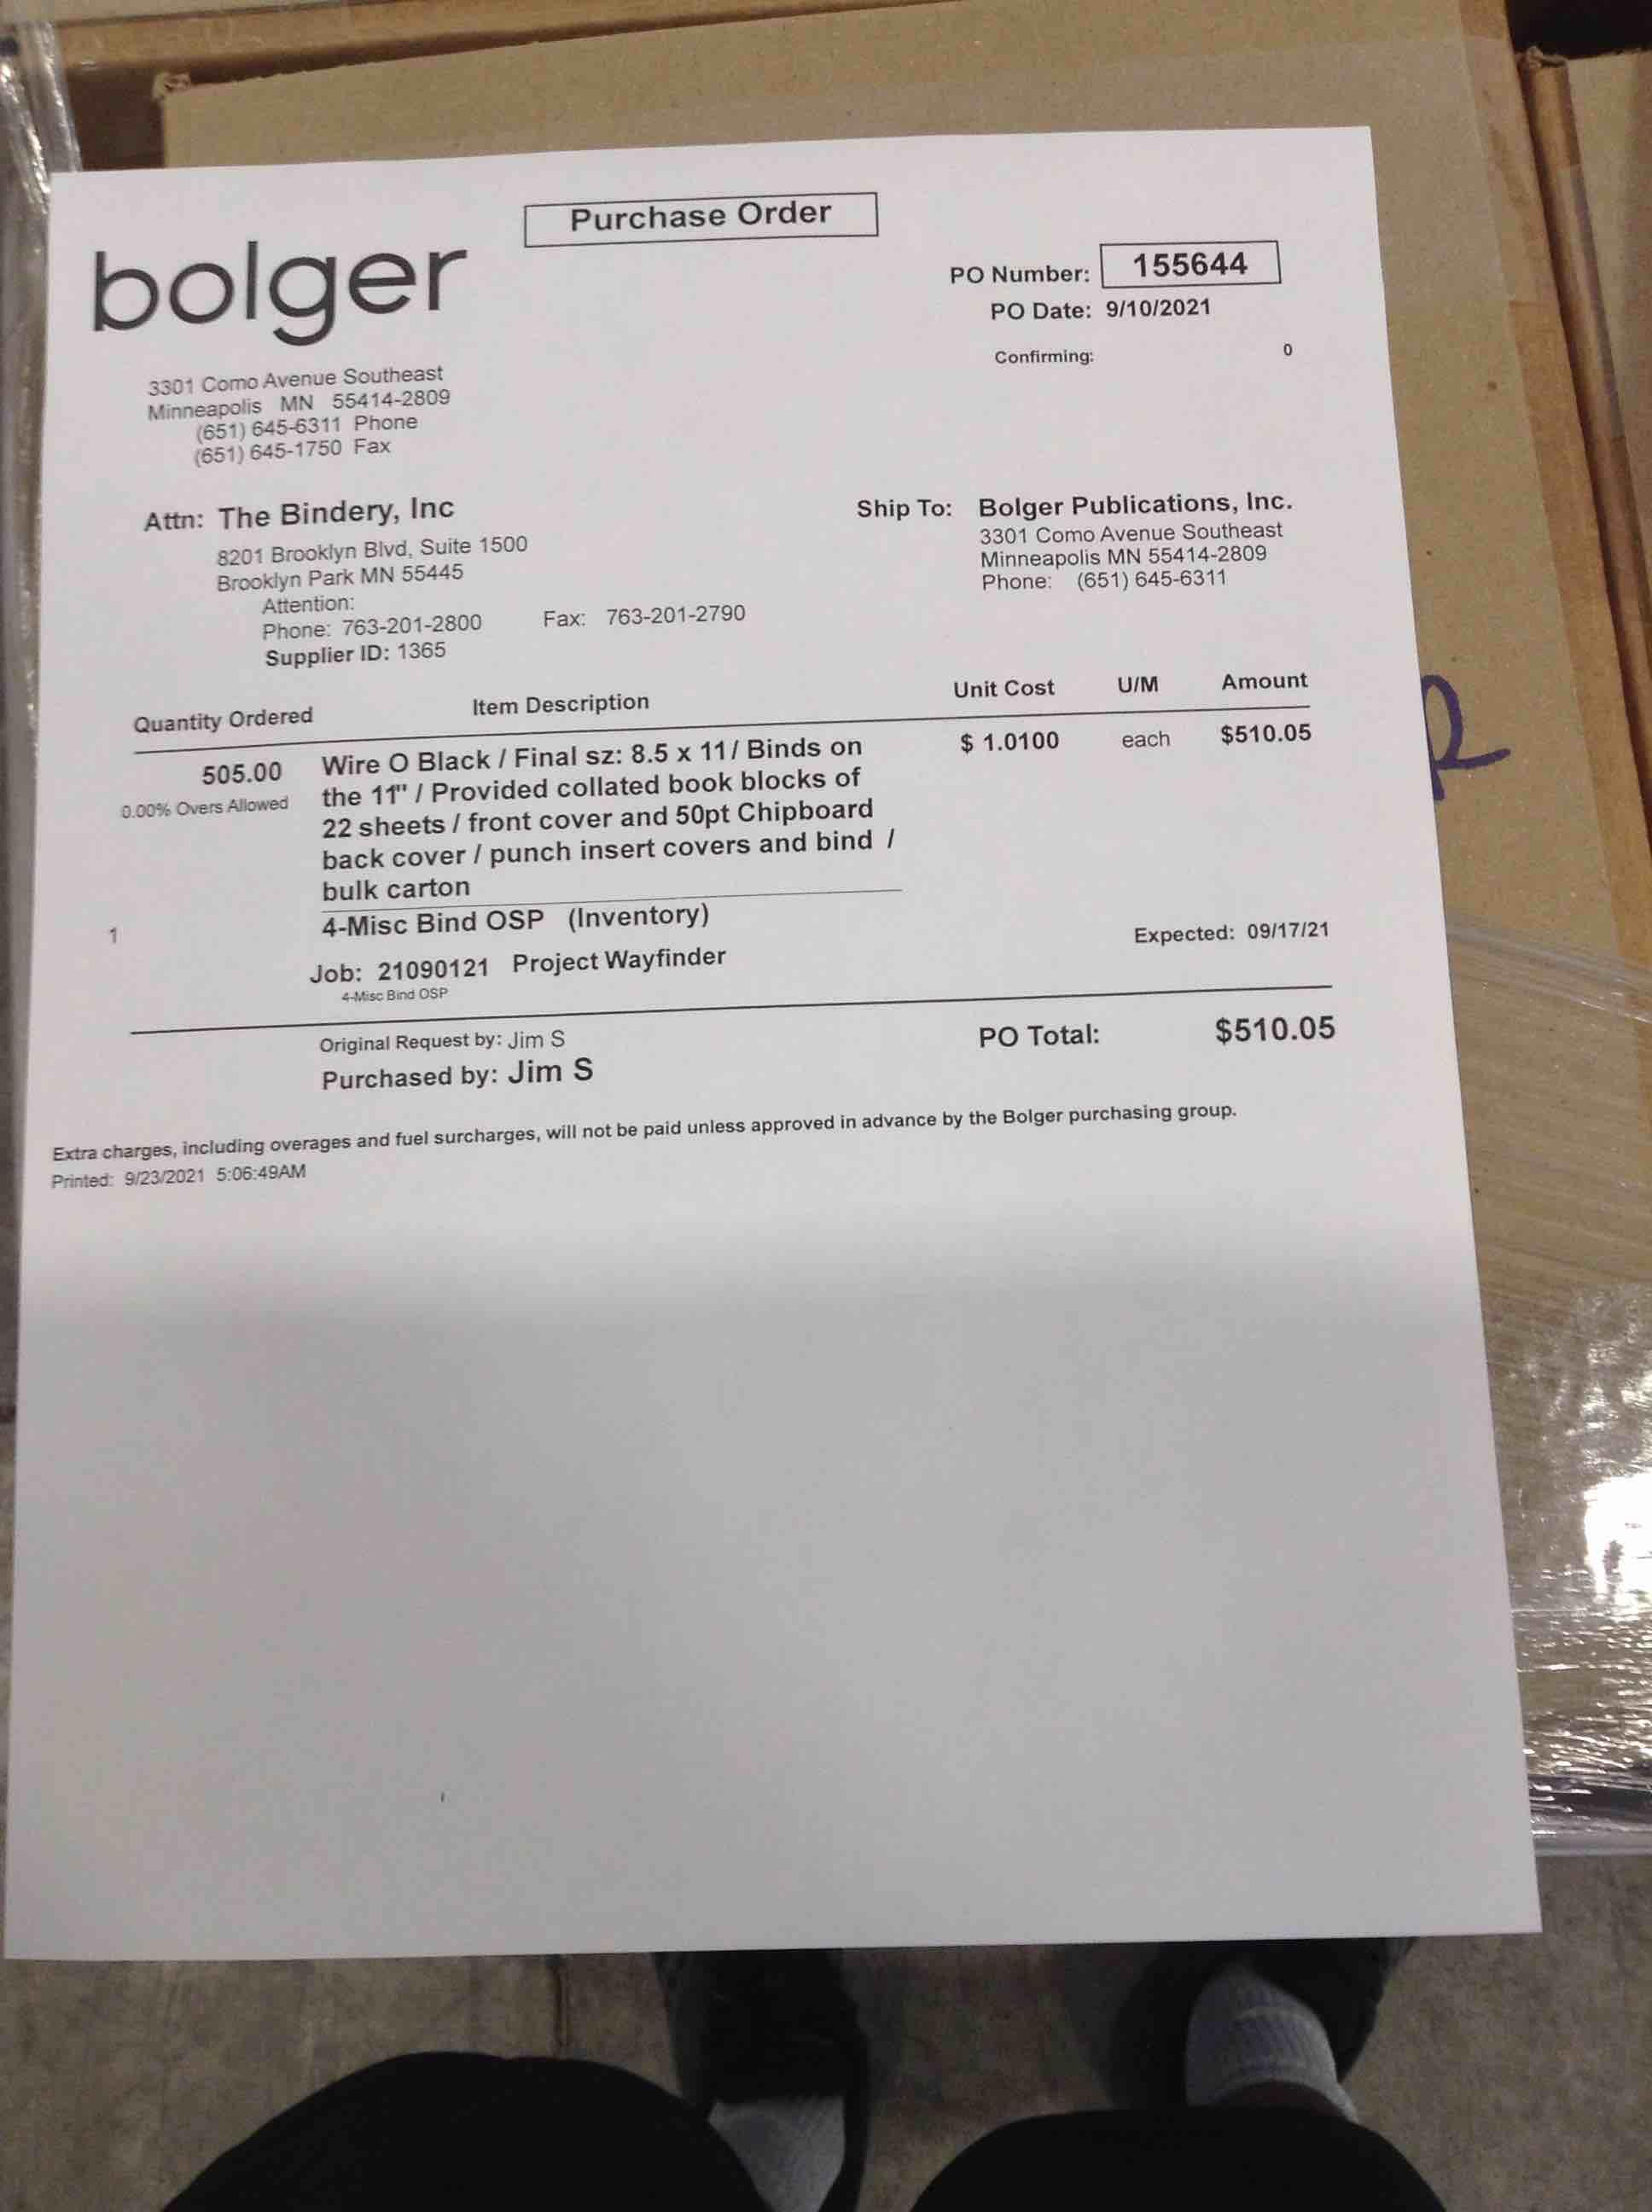 Purchase Order
bolger
PO Number: 155644
PO Date: 9/10/2021
Confirming: 0
3301 Como Avenue Southeast
Minneapolis MN 55414-2809
(651) 645-6311 Phone
(651) 645-1750 Fax
Attn: The Bindery, Inc
8201 Brooklyn Blvd, Suite 1500
Brooklyn Park MN 55445
Attention:
Phone: 763-201-2800 Fax: 763-201-2790
Supplier ID: 1365
Ship To: Bolger Publications, Inc.
3301 Como Avenue Southeast
Minneapolis MN 55414-2809
Phone: (651) 645-6311
Quantity Ordered Item Description Unit Cost U/M Amount
505.00 Wire O Black / Final sz: 8.5 x 11/ Binds on $ 1.0100 each $510.05
0.00% Overs Allowed the 11" / Provided collated book blocks of
22 sheets / front cover and 50pt Chipboard
back cover / punch insert covers and bind /
bulk carton
1 4-Misc Bind OSP (Inventory) Expected: 09/17/21
Job: 21090121 Project Wayfinder
4-Misc Bind OSP
Original Request by: Jim S PO Total: $510.05
Purchased by: Jim S
Extra charges, including overages and fuel surcharges, will not be paid unless approved in advance by the Bolger purchasing group.
Printed: 9/23/2021 5:06:49AM